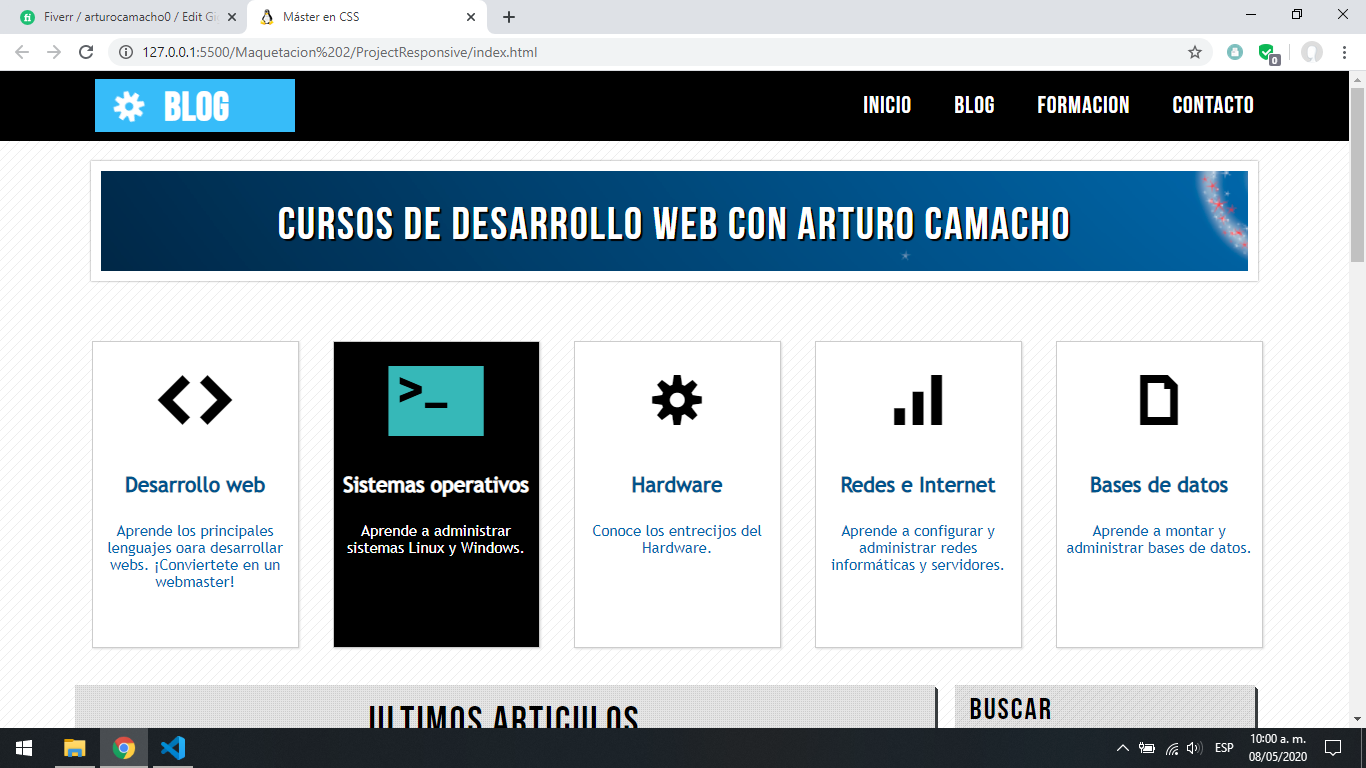 Fiverr / arturocamacho0 / Edit Gi
Máster en CSS
127.0.0.1:5500/Maquetacion%202/ProjectResponsive/index.html
0
BLOG
INICIO BLOG FORMACION CONTACTO
CURSOS DE DESARROLLO WEB CON ARTURO CAMACHO
>_
Desarrollo web
Aprende los principales
lenguajes oara desarrollar
webs. ¡Conviertete en un
webmaster!
Sistemas operativos
Aprende a administrar
sistemas Linux y Windows.
Hardware
Conoce los entrecijos del
Hardware.
Redes e Internet
Aprende a configurar y
administrar redes
informáticas y servidores.
Bases de datos
Aprende a montar y
administrar bases de datos.
ULTIMOS ARTICULOS
BUSCAR
ESP
10:00 a. m.
08/05/2020